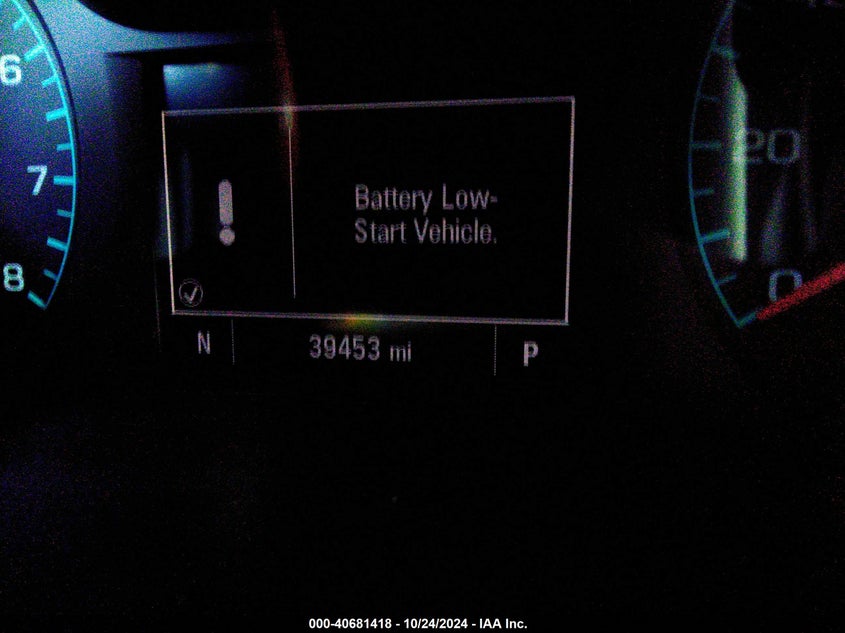 6
7
8
Battery Low-
Start Vehicle.
N 39453 mi P
20
0
000-40681418 - 10/24/2024 - IAA Inc.